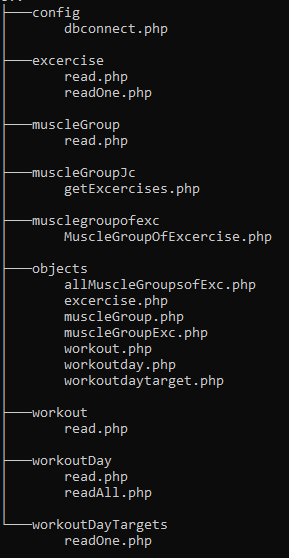 config
dbconnect.php
excercise
read.php
readOne.php
muscleGroup
read.php
muscleGroupJc
getExcercises.php
musclegroupofexc
MuscleGroupOfExcercise.php
objects
allMuscleGroupsofExc.php
excercise.php
muscleGroup.php
muscleGroupExc.php
workout.php
workoutday.php
workoutdaytarget.php
workout
read.php
workoutDay
read.php
readAll.php
workoutDayTargets
readOne.php